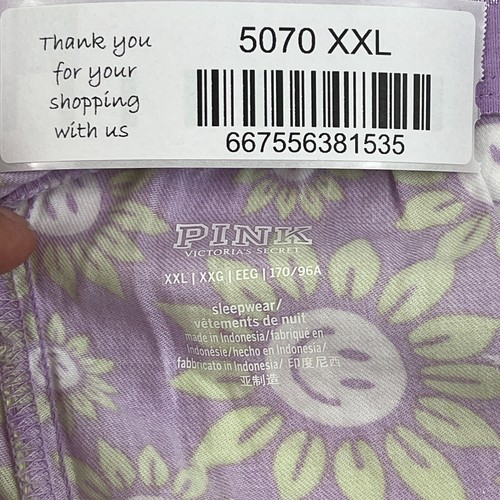 Thank you
for your
shopping
with us
5070 XXL
667556381535
PINK
VICTORIA'S SECRET
XXL | XXG | EEG | 170/96A
sleepwear/
vêtements de nuit
made in Indonesia/fabriqué en
Indonésie/hecho en Indonesia/
fabbricato in Indonesia/ 印度尼西
亚制造